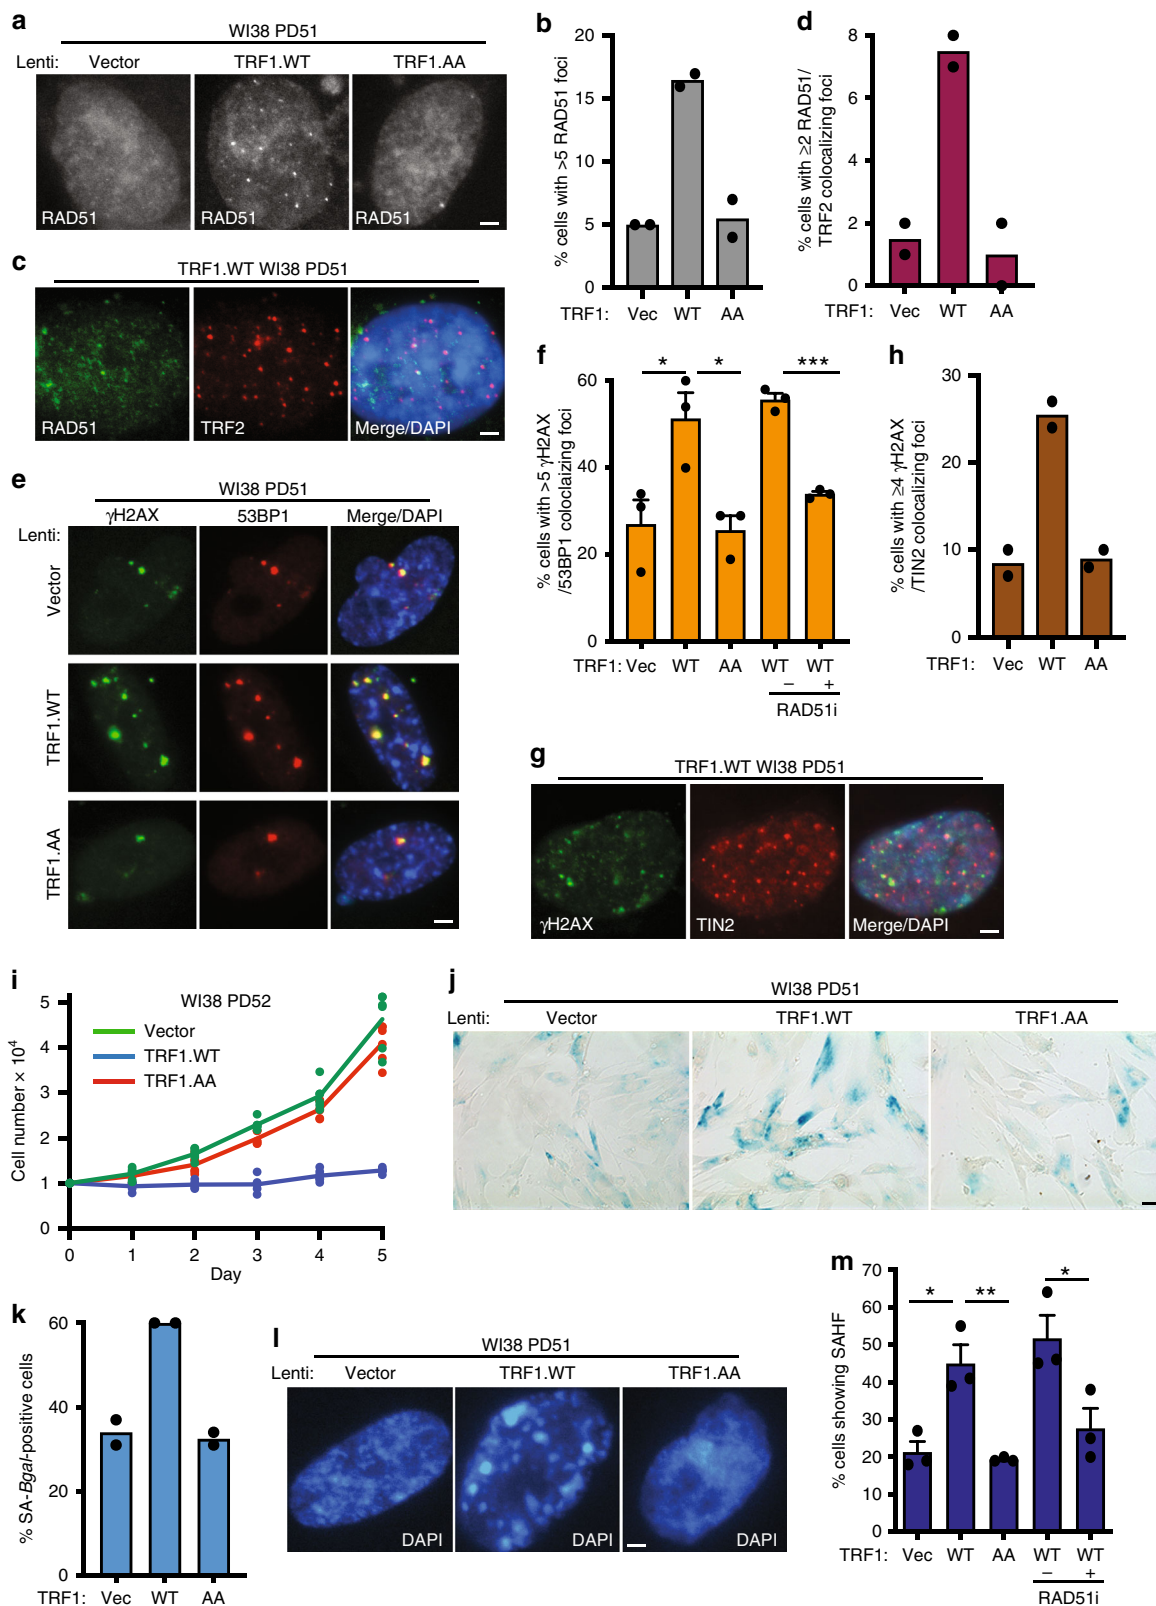 a
WI38 PD51
Lenti: Vector TRF1.WT TRF1.AA
RAD51 RAD51 RAD51
b
% cells with >5 RAD51 foci
20
15
10
5
0
TRF1: Vec WT AA
d
% cells with ≥2 RAD51/
TRF2 colocalizing foci
8
6
4
2
0
TRF1: Vec WT AA
c
TRF1.WT WI38 PD51
RAD51 TRF2 Merge/DAPI
e
WI38 PD51
γH2AX 53BP1 Merge/DAPI
Lenti:
Vector
TRF1.WT
TRF1.AA
f
% cells with >5 γH2AX
/53BP1 coloclaizing foci
60
40
20
0
* * ***
TRF1: Vec WT AA WT WT
– +
RAD51i
h
% cells with ≥4 γH2AX
/TIN2 colocalizing foci
30
20
10
0
TRF1: Vec WT AA
g
TRF1.WT WI38 PD51
γH2AX TIN2 Merge/DAPI
i
WI38 PD52
Vector
TRF1.WT
TRF1.AA
Cell number × 10⁴
5
4
3
2
1
0
0 1 2 3 4 5
Day
j
WI38 PD51
Lenti: Vector TRF1.WT TRF1.AA
k
% SA-Bgal-positive cells
60
40
20
0
TRF1: Vec WT AA
l
WI38 PD51
Lenti: Vector TRF1.WT TRF1.AA
DAPI DAPI DAPI
m
% cells showing SAHF
70
60
50
40
30
20
10
0
* ** *
TRF1: Vec WT AA WT WT
– +
RAD51i